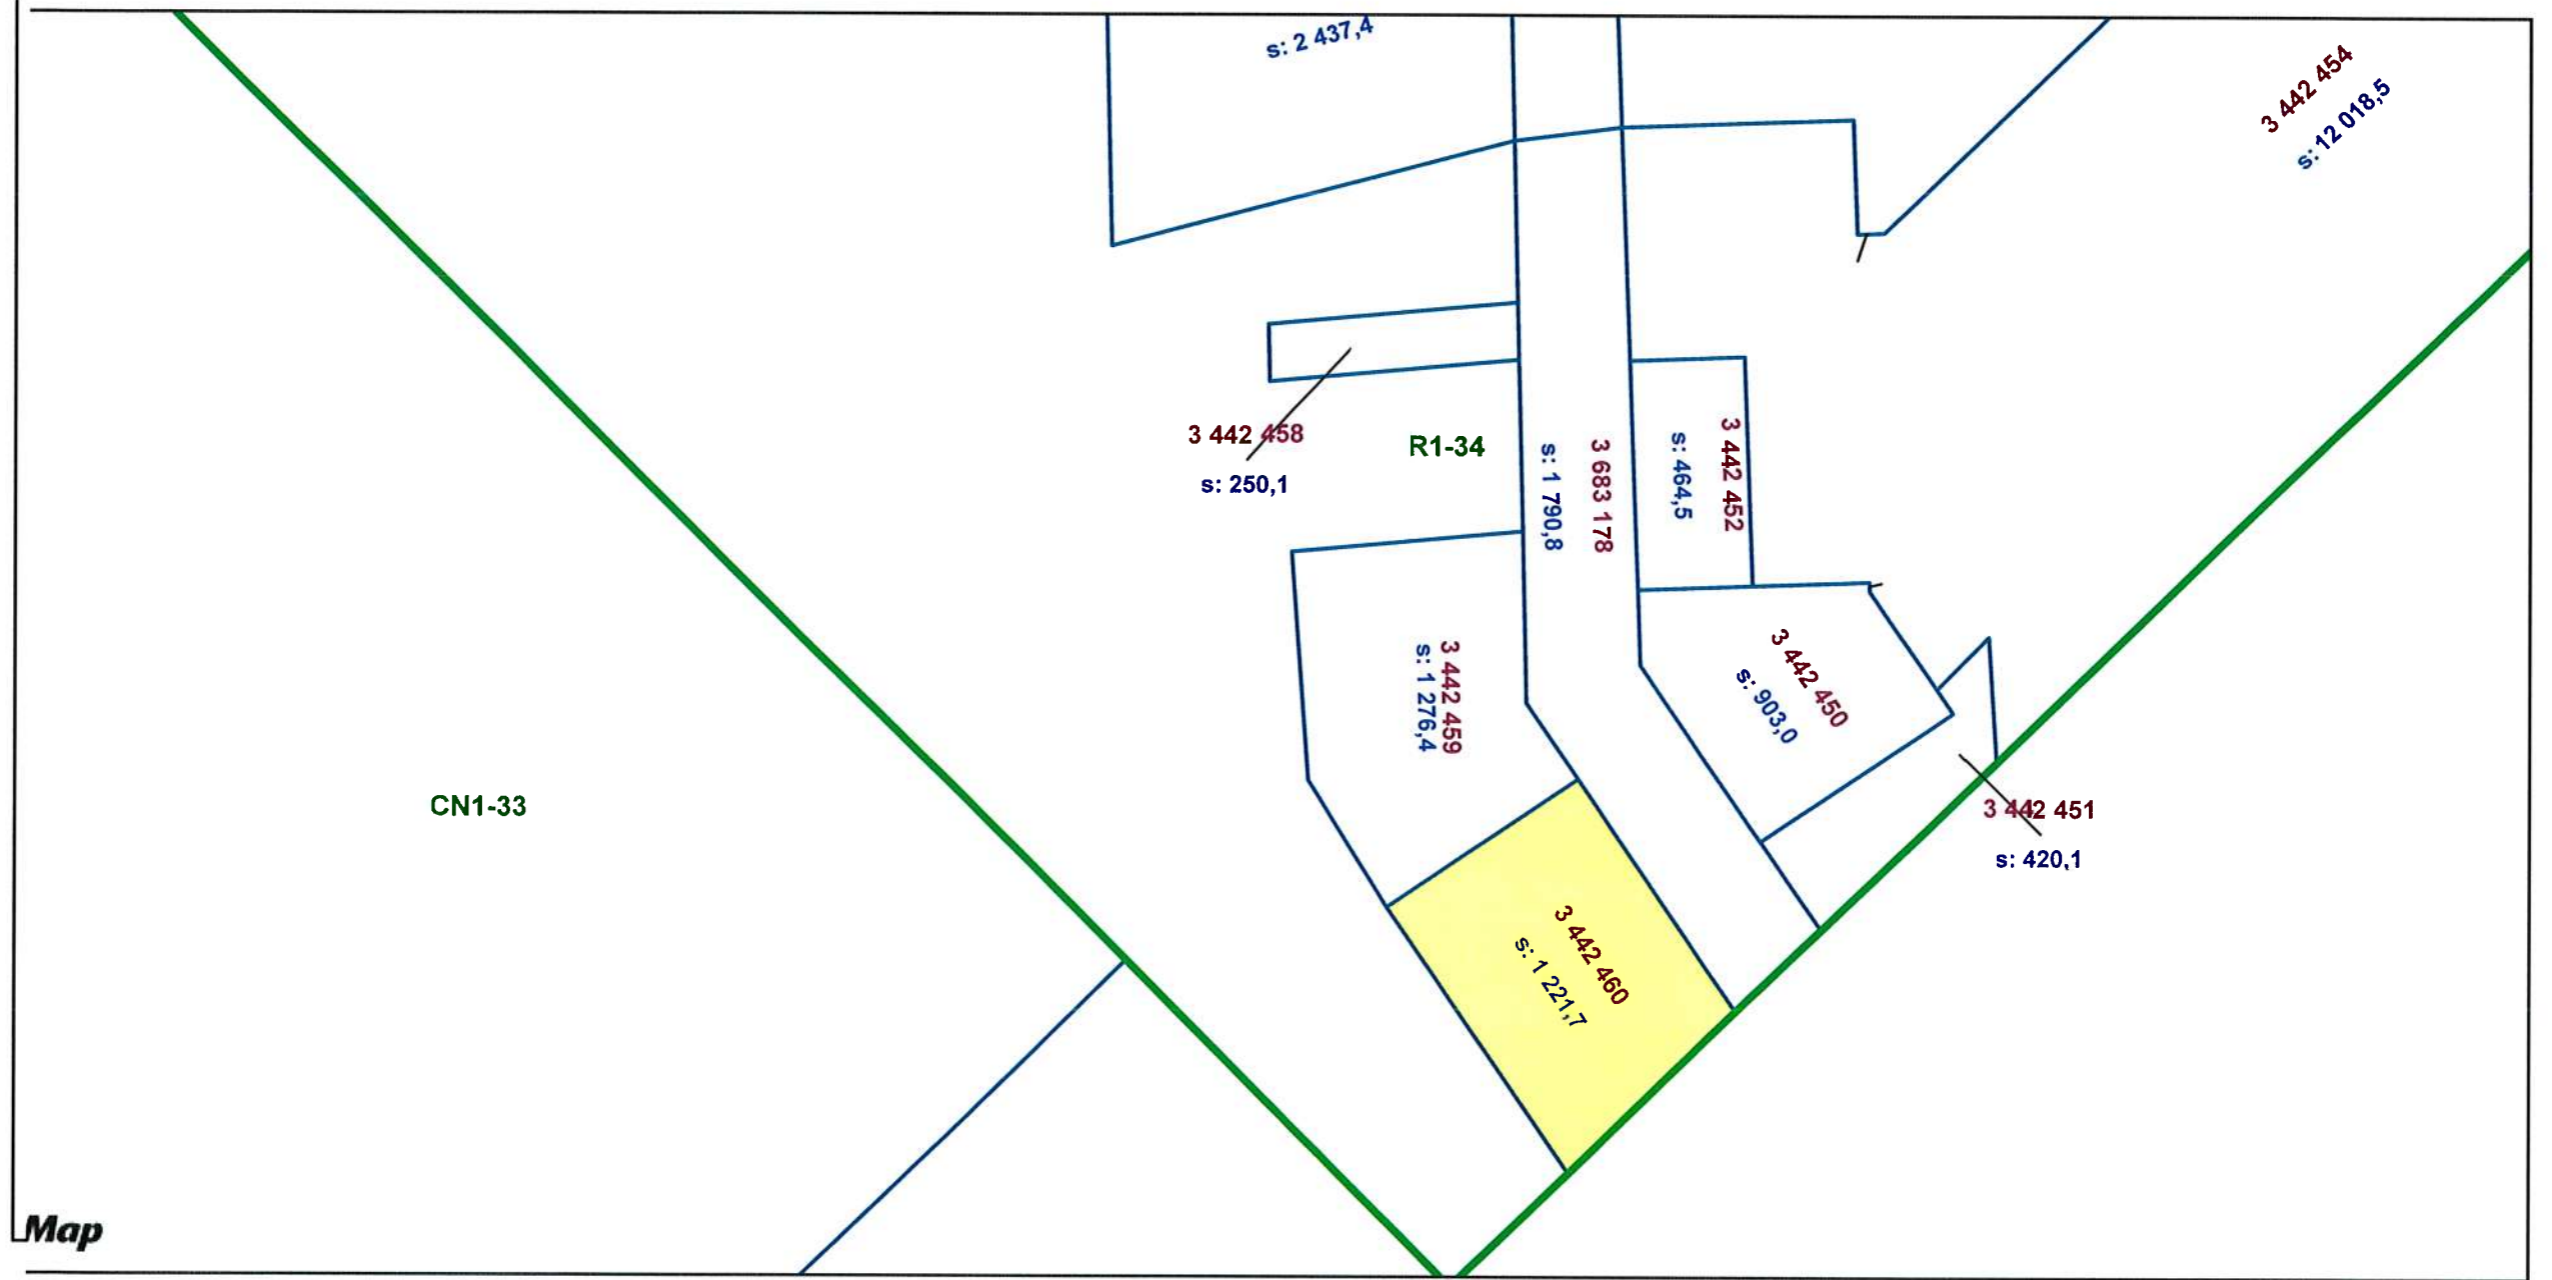 s: 2 437,4
3 442 454
s: 12 018,5
3 442 458
s: 250,1
R1-34
s: 1 790,8
3 683 178
s: 464,5
3 442 452
3 442 459
s: 1 276,4
3 442 450
s: 903,0
CN1-33
3 442 451
s: 420,1
3 442 460
s: 1 221,7
Map